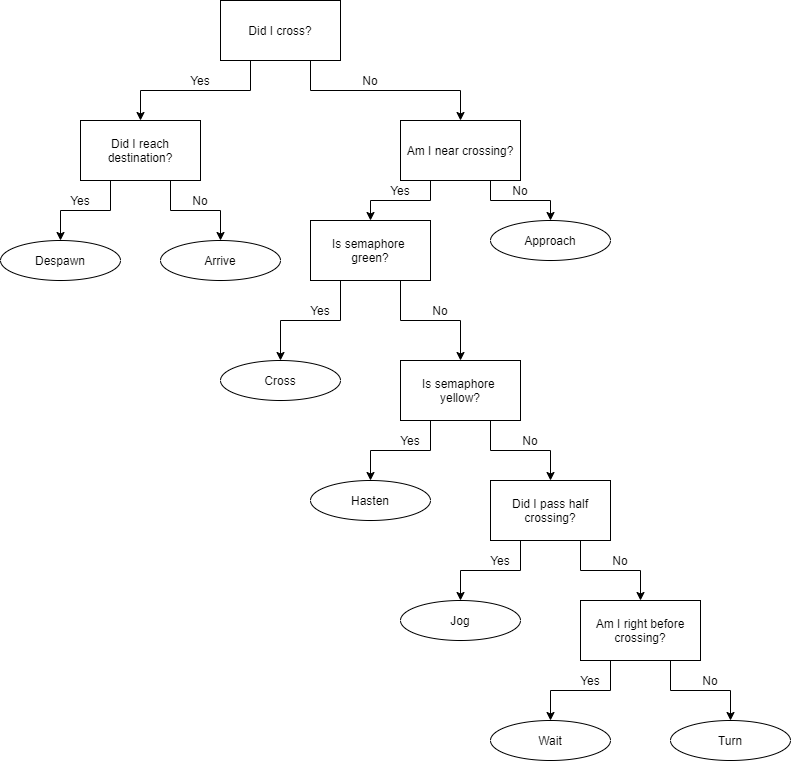 Did I cross?
Yes
No
Did I reach
destination?
Am I near crossing?
Yes
No
Yes
No
Despawn
Arrive
Is semaphore
green?
Approach
Yes
No
Cross
Is semaphore
yellow?
Yes
No
Hasten
Did I pass half
crossing?
Yes
No
Jog
Am I right before
crossing?
Yes
No
Wait
Turn